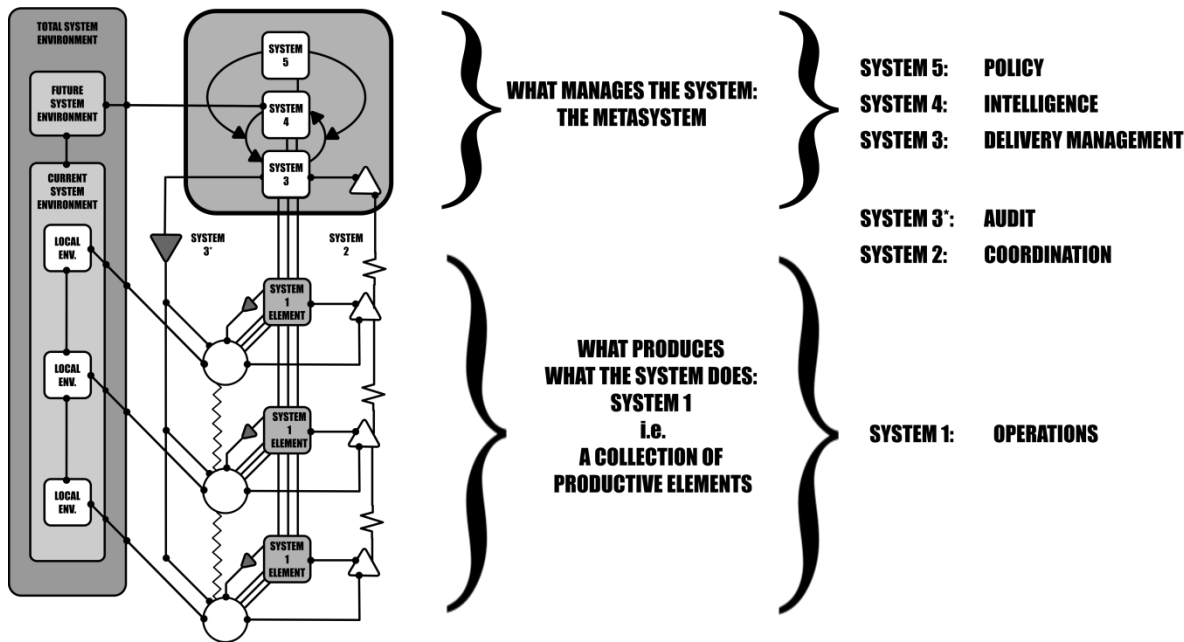 TOTAL SYSTEM
ENVIRONMENT
FUTURE
SYSTEM
ENVIRONMENT
CURRENT
SYSTEM
ENVIRONMENT
LOCAL
ENV.
LOCAL
ENV.
LOCAL
ENV.
SYSTEM
5
SYSTEM
4
SYSTEM
3
SYSTEM
3*
SYSTEM
2
SYSTEM
1
ELEMENT
SYSTEM
1
ELEMENT
SYSTEM
1
ELEMENT
WHAT MANAGES THE SYSTEM:
THE METASYSTEM
WHAT PRODUCES
WHAT THE SYSTEM DOES:
SYSTEM 1
i.e.
A COLLECTION OF
PRODUCTIVE ELEMENTS
SYSTEM 5: POLICY
SYSTEM 4: INTELLIGENCE
SYSTEM 3: DELIVERY MANAGEMENT
SYSTEM 3*: AUDIT
SYSTEM 2: COORDINATION
SYSTEM 1: OPERATIONS